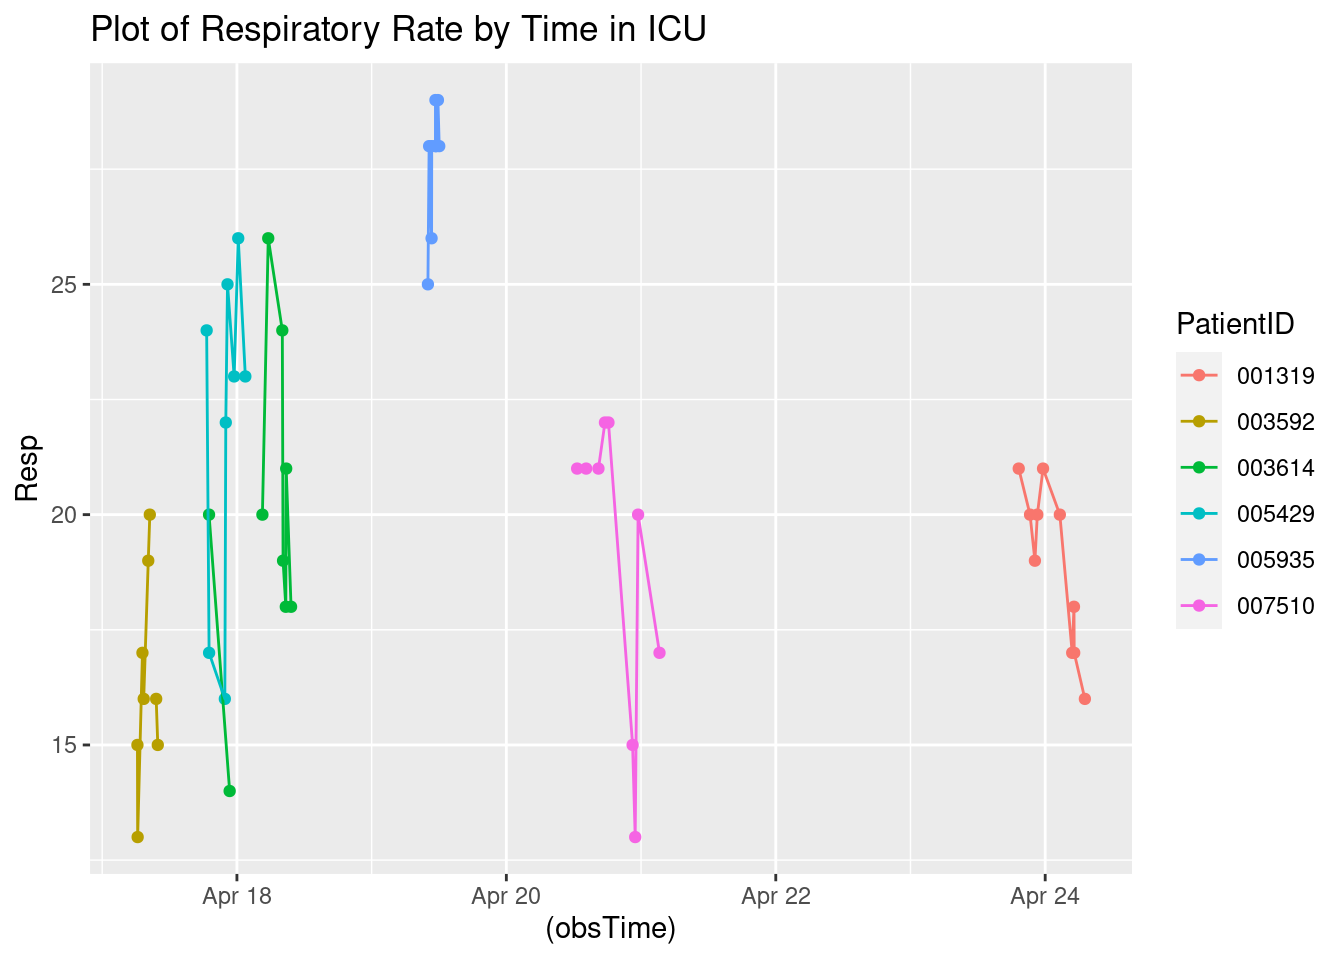 Plot of Respiratory Rate by Time in ICU
Resp
25
20
15
Apr 18
Apr 20
Apr 22
Apr 24
(obsTime)
PatientID
001319
003592
003614
005429
005935
007510